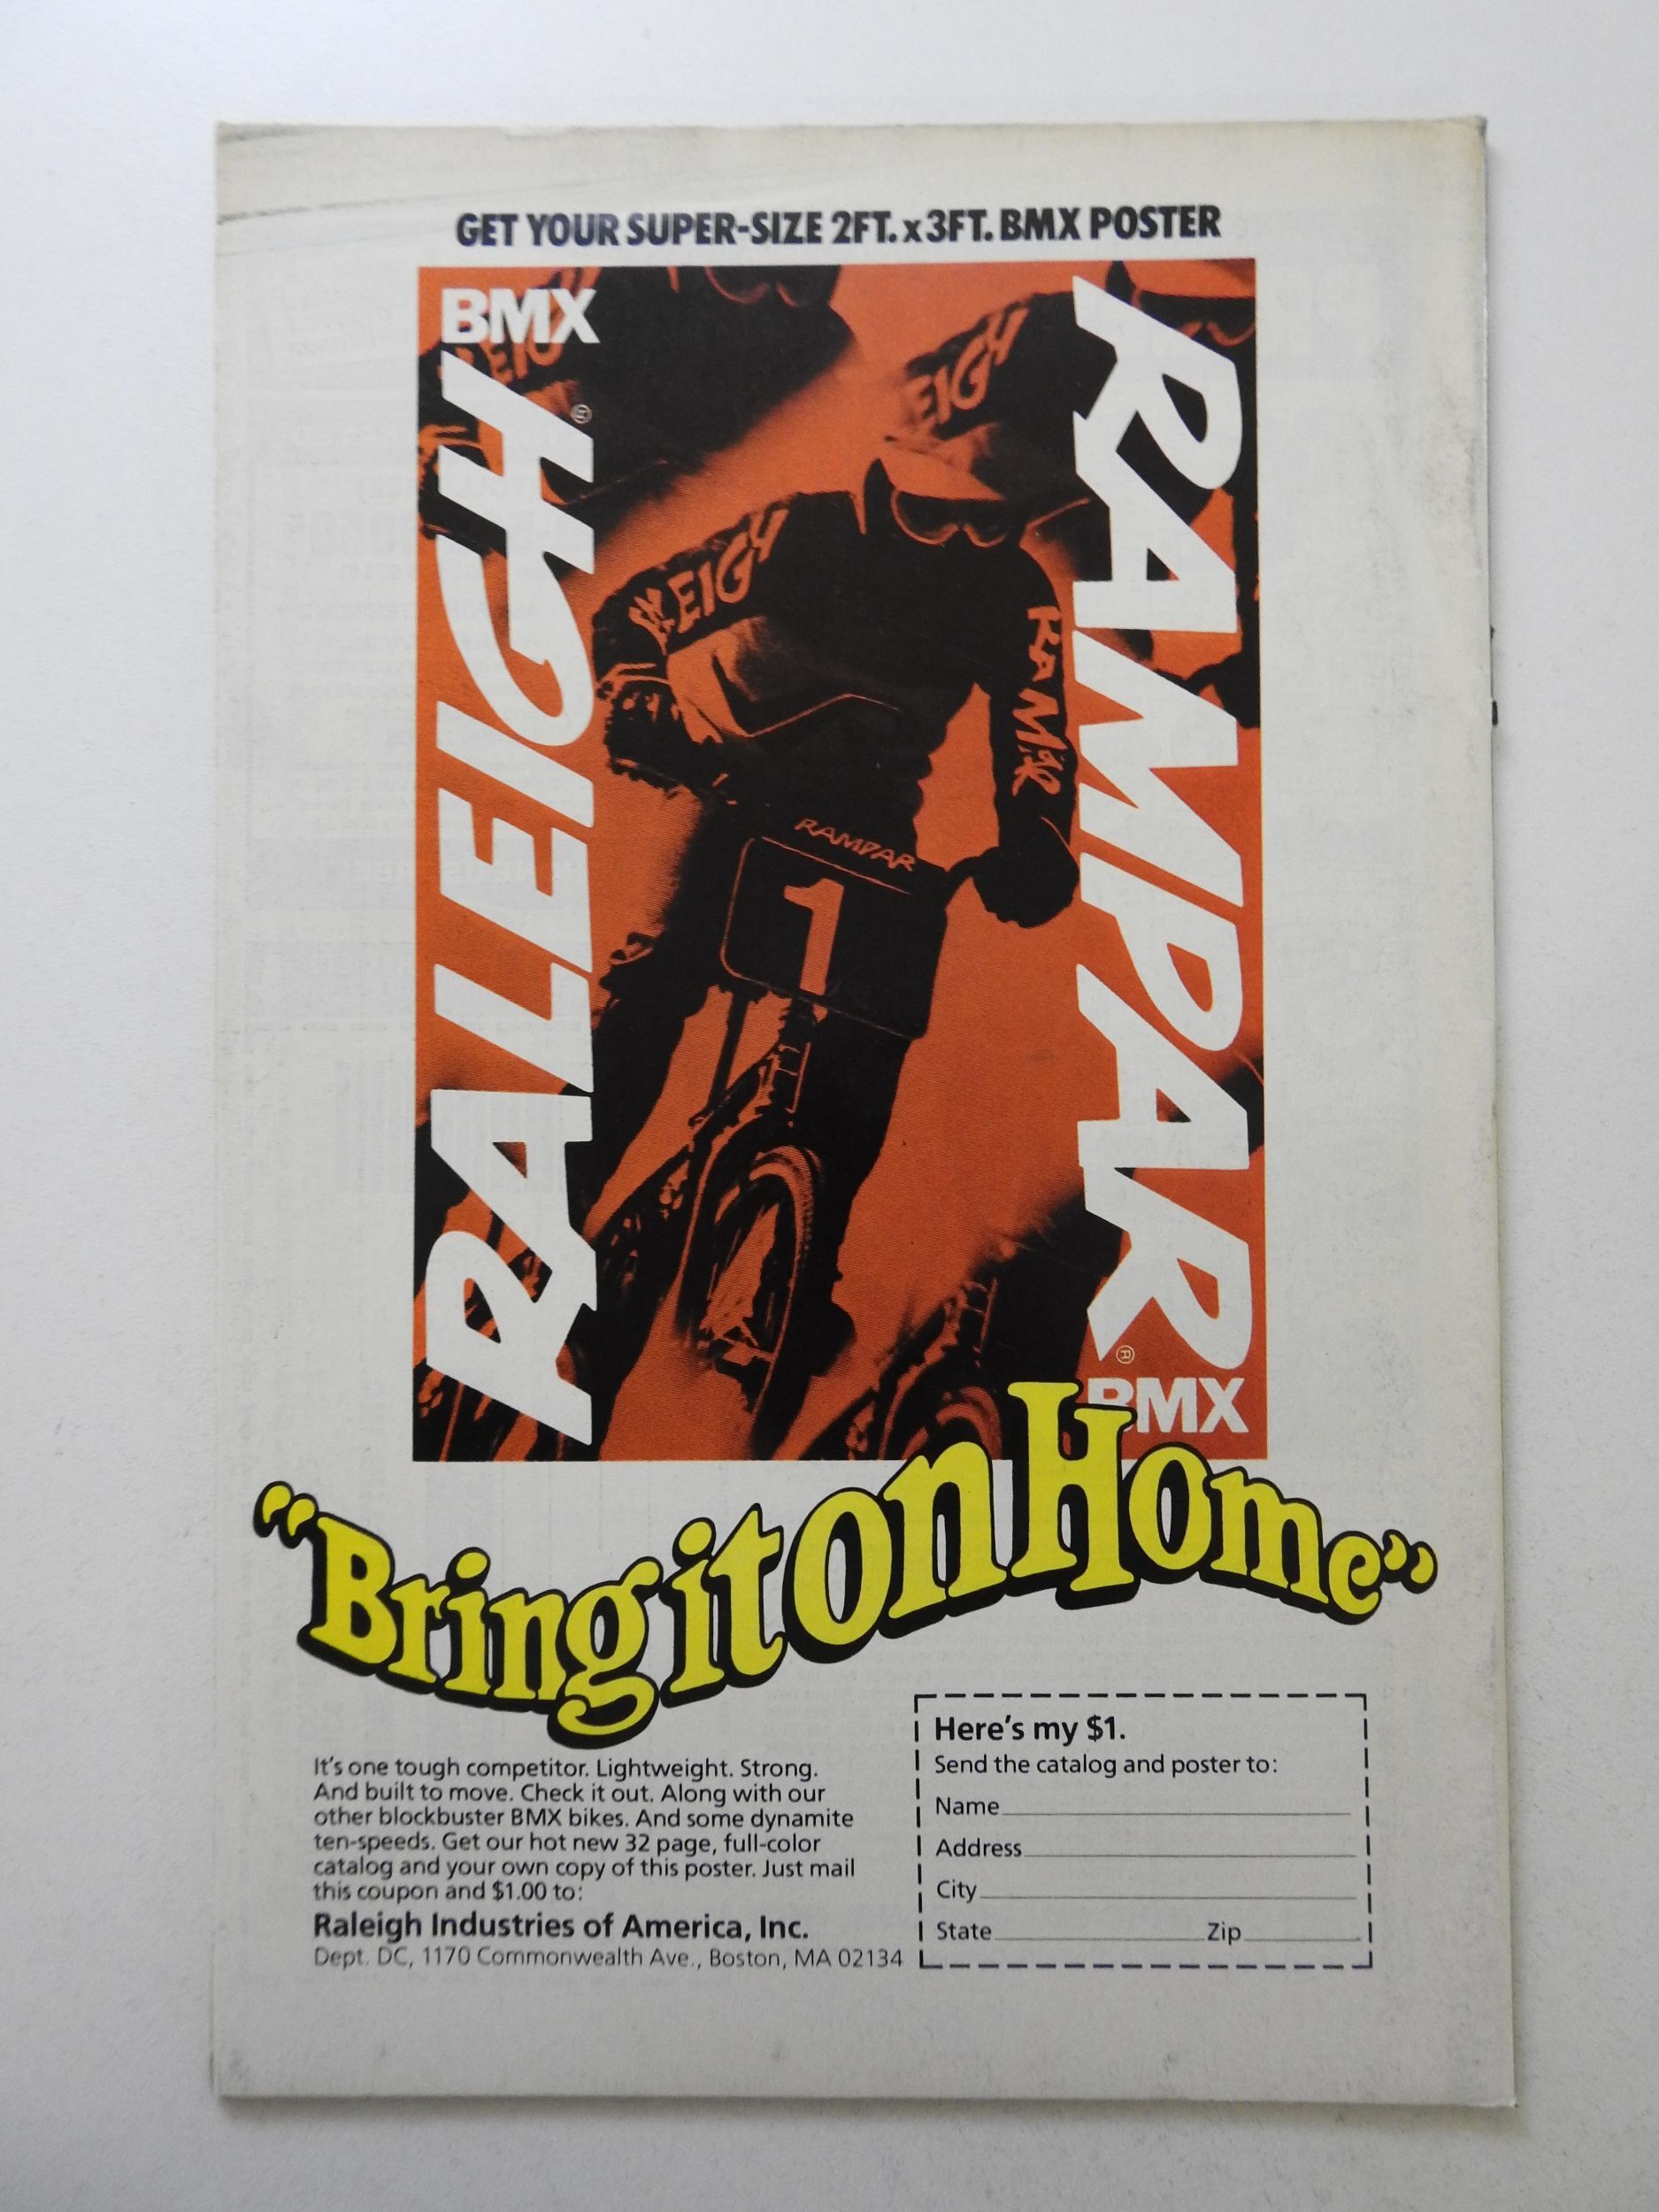 GET YOUR SUPER-SIZE 2FT. x 3FT. BMX POSTER
BMX
RALEIGH®
RAMPAR®
BMX
EIGH
EIGH
LEIGH
RAMPAR
RAMPAR
1
"Bring it on Home"
It's one tough competitor. Lightweight. Strong.
And built to move. Check it out. Along with our
other blockbuster BMX bikes. And some dynamite
ten-speeds. Get our hot new 32 page, full-color
catalog and your own copy of this poster. Just mail
this coupon and $1.00 to:
Raleigh Industries of America, Inc.
Dept. DC, 1170 Commonwealth Ave., Boston, MA 02134
Here's my $1.
Send the catalog and poster to:
Name
Address
City
State Zip